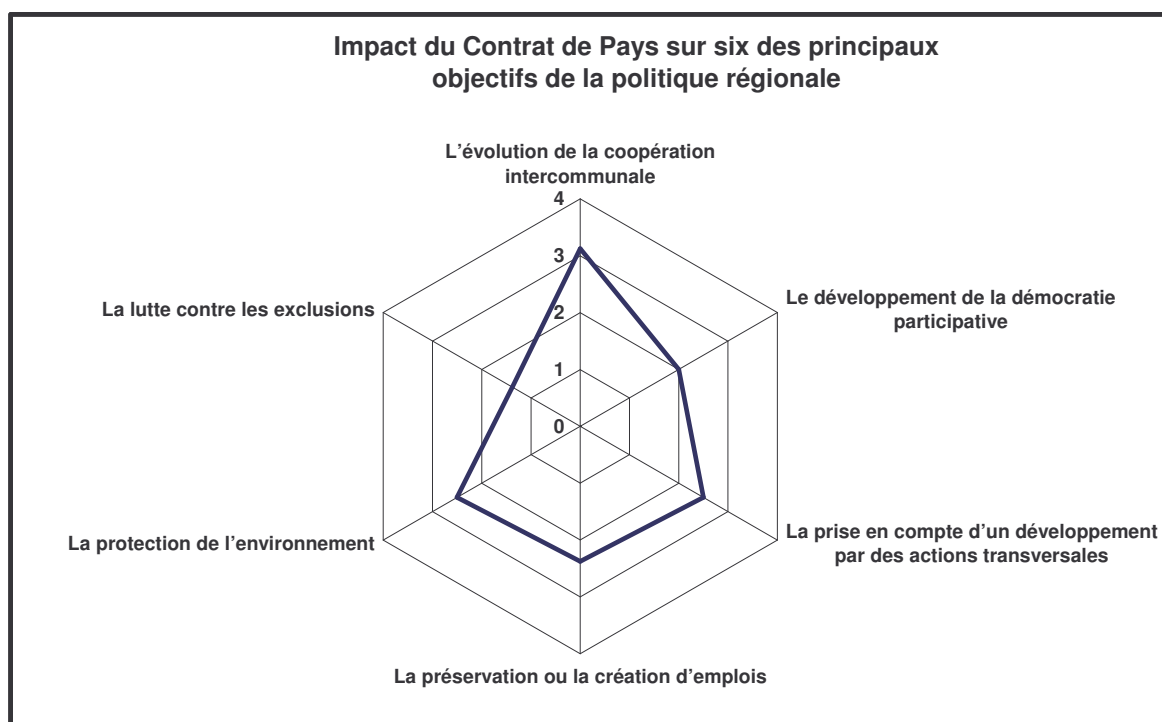 Impact du Contrat de Pays sur six des principaux
objectifs de la politique régionale
L’évolution de la coopération
intercommunale
4
3
2
1
0
Le développement de la démocratie
participative
La prise en compte d’un développement
par des actions transversales
La préservation ou la création d’emplois
La protection de l’environnement
La lutte contre les exclusions